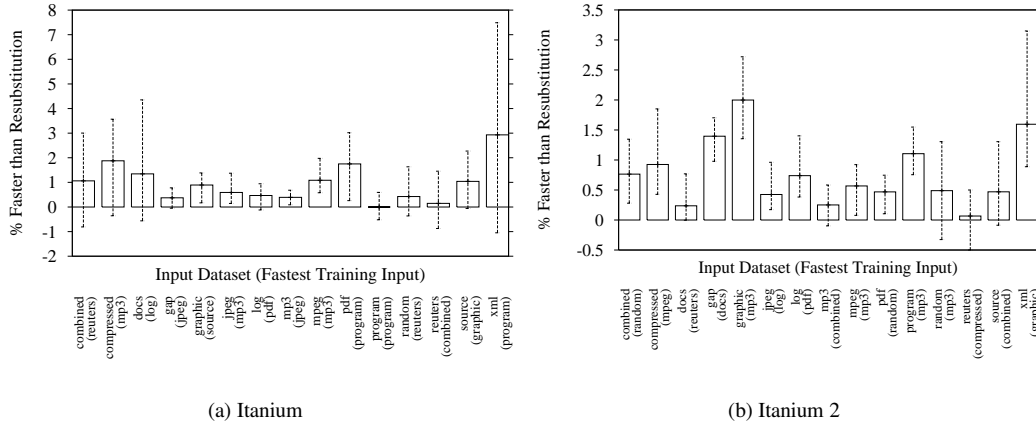 % Faster than Resubstitution
8
7
6
5
4
3
2
1
0
-1
-2
Input Dataset (Fastest Training Input)
combined
(reuters)
compressed
(mp3)
docs
(log)
gap
(jpeg)
graphic
(source)
jpeg
(mp3)
log
(pdf)
mp3
(jpeg)
mpeg
(mp3)
pdf
(program)
program
(program)
random
(reuters)
reuters
(combined)
source
(graphic)
xml
(program)
(a) Itanium
% Faster than Resubstitution
3.5
3
2.5
2
1.5
1
0.5
0
-0.5
Input Dataset (Fastest Training Input)
combined
(random)
compressed
(mpeg)
docs
(reuters)
gap
(docs)
graphic
(mp3)
jpeg
(log)
log
(pdf)
mp3
(combined)
mpeg
(mp3)
pdf
(random)
program
(mp3)
random
(mp3)
reuters
(compressed)
source
(combined)
xml
(graphic)
(b) Itanium 2